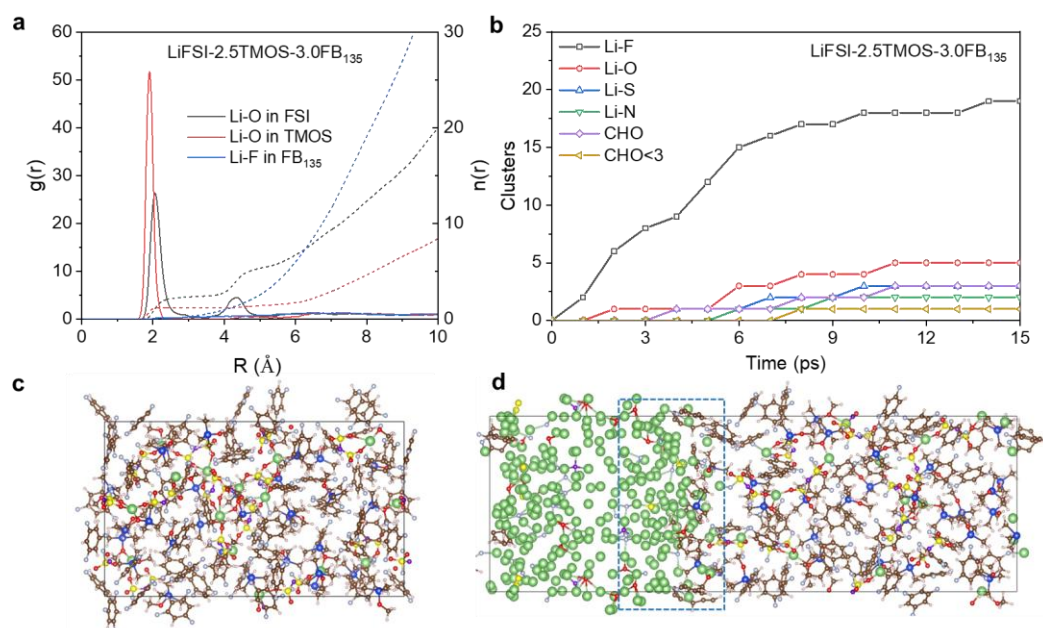 a
LiFSI-2.5TMOS-3.0FB₁₃₅
Li-O in FSI
Li-O in TMOS
Li-F in FB₁₃₅
g(r)
n(r)
60
50
40
30
20
10
0
30
20
10
0
0 2 4 6 8 10
R (Å)
b
LiFSI-2.5TMOS-3.0FB₁₃₅
Li-F
Li-O
Li-S
Li-N
CHO
CHO<3
Clusters
25
20
15
10
5
0
0 3 6 9 12 15
Time (ps)
c
d